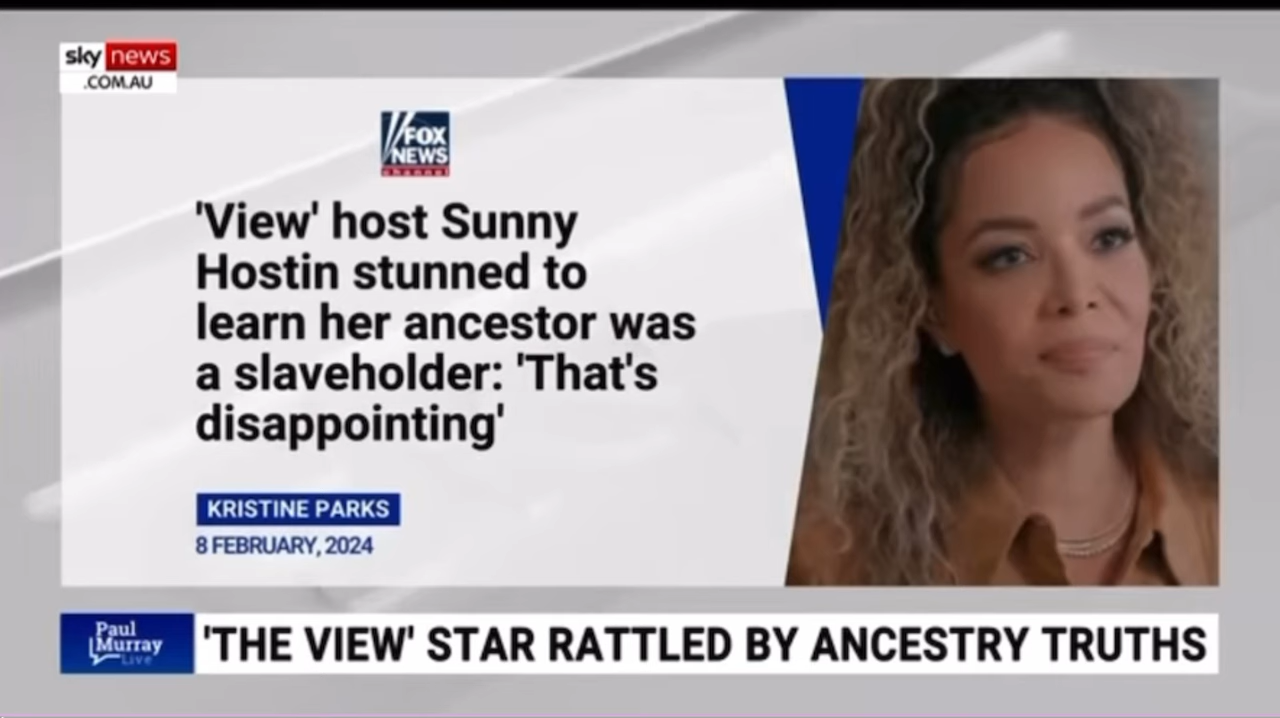 sky news
.COM.AU
FOX
NEWS
channel
'View' host Sunny
Hostin stunned to
learn her ancestor was
a slaveholder: 'That's
disappointing'
KRISTINE PARKS
8 FEBRUARY, 2024
Paul
Murray
Live
'THE VIEW' STAR RATTLED BY ANCESTRY TRUTHS